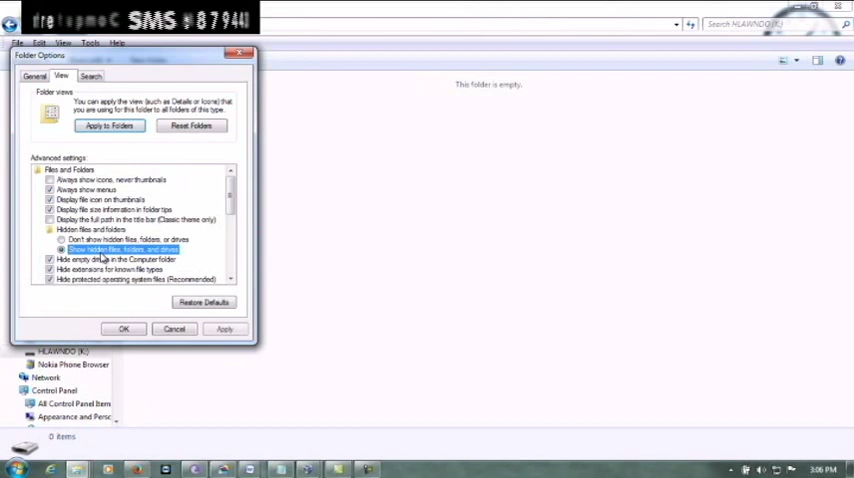 SMS
Search HLAWNDO (K:)
File Edit View Tools Help
Folder Options
General View Search
Folder views
You can apply the view (such as Details or Icons) that
you are using for this folder to all folders of this type.
Apply to Folders Reset Folders
Advanced settings:
Files and Folders
Always show icons, never thumbnails
Always show menus
Display file icon on thumbnails
Display file size information in folder tips
Display the full path in the title bar (Classic theme only)
Hidden files and folders
Don't show hidden files, folders, or drives
Show hidden files, folders, and drives
Hide empty drives in the Computer folder
Hide extensions for known file types
Hide protected operating system files (Recommended)
Restore Defaults
OK Cancel Apply
This folder is empty.
HLAWNDO (K:)
Nokia Phone Browser
Network
Control Panel
All Control Panel Item
Appearance and Persc
0 items
3:06 PM